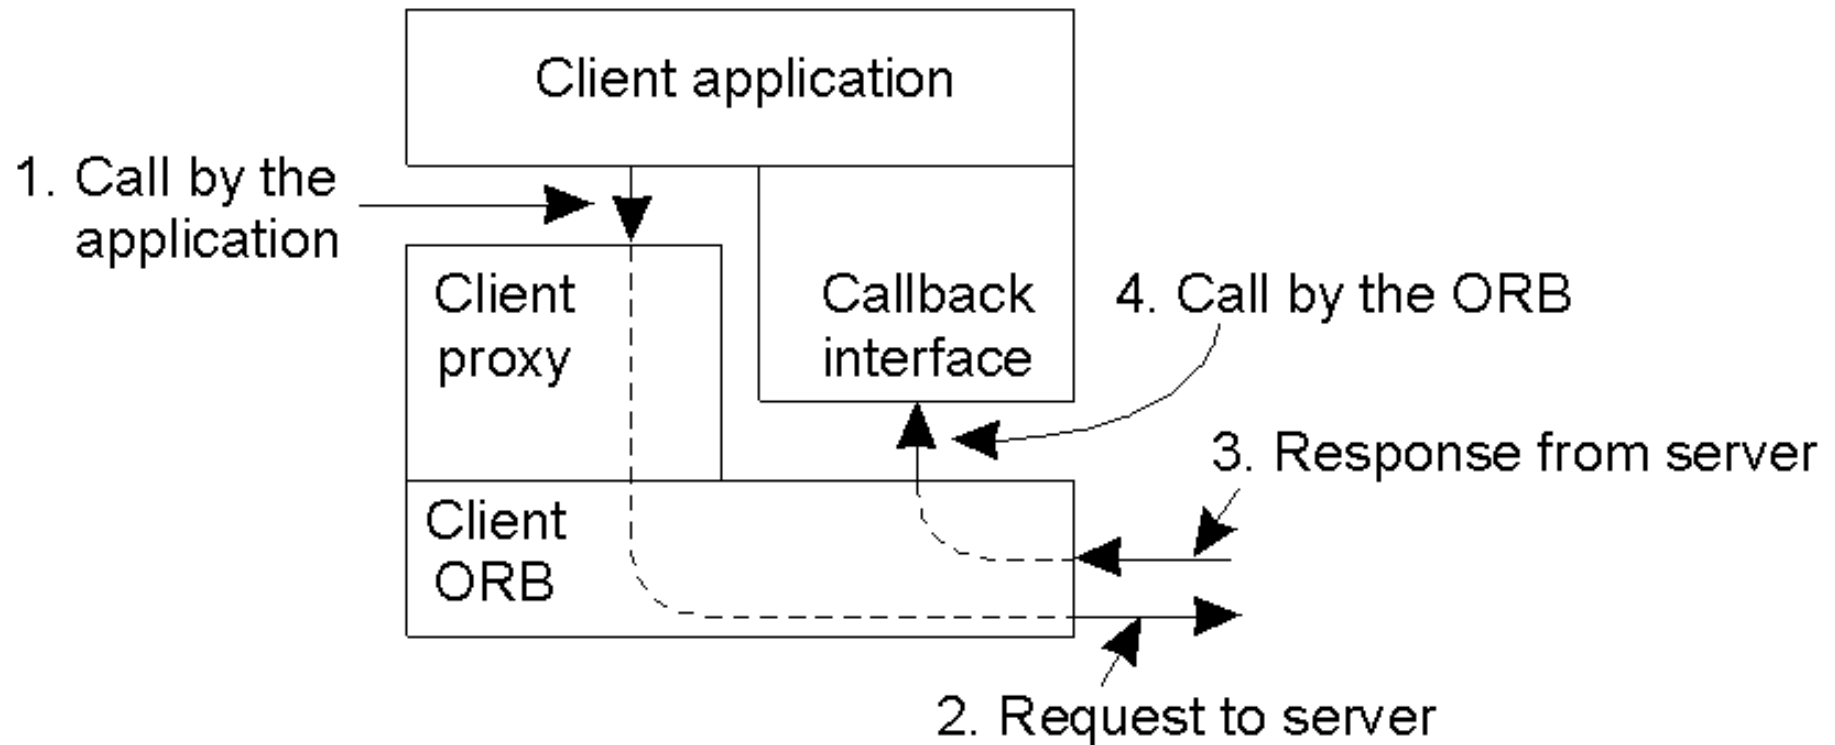 Client application
1. Call by the
application
Client
proxy
Callback
interface
4. Call by the ORB
3. Response from server
Client
ORB
2. Request to server